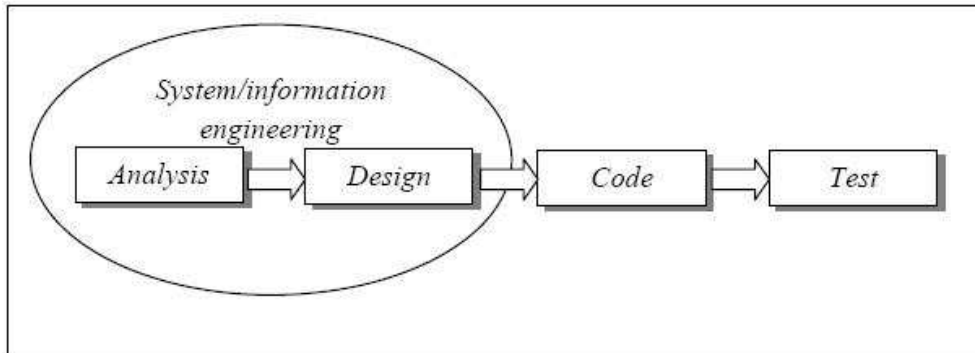 System/information
engineering
Analysis
Design
Code
Test